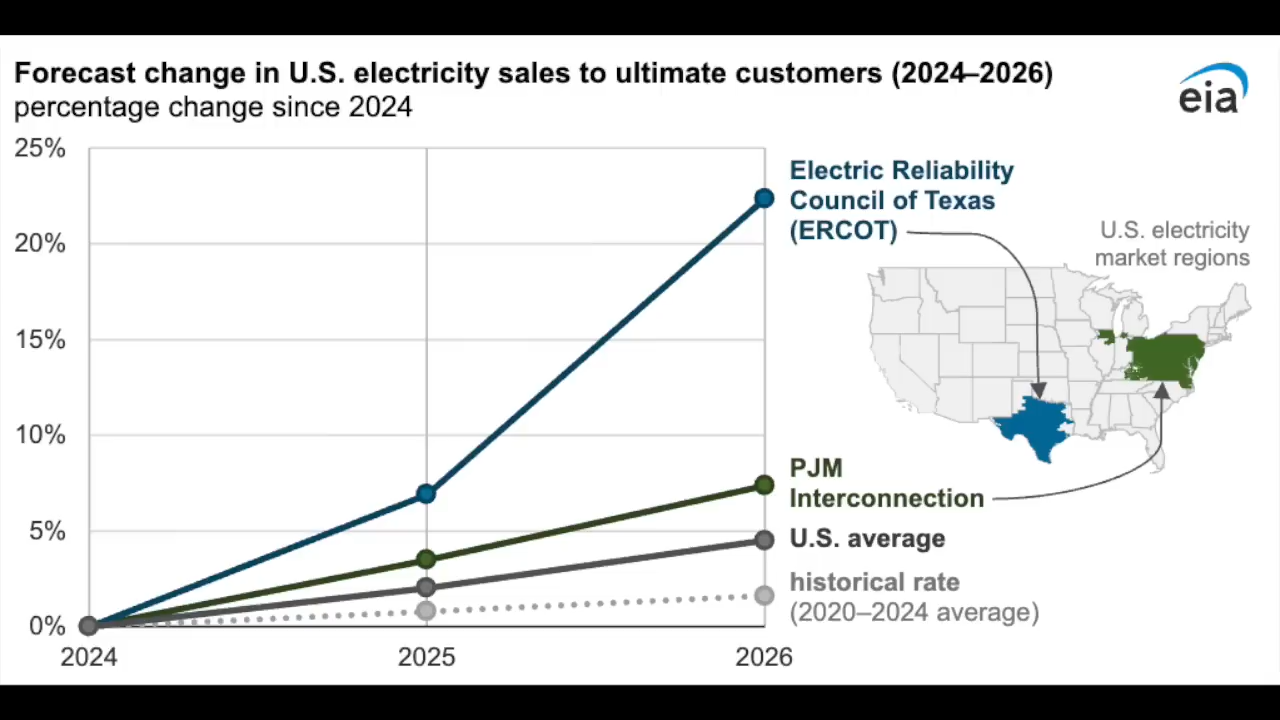 Forecast change in U.S. electricity sales to ultimate customers (2024–2026)
percentage change since 2024
eia
25%
20%
15%
10%
5%
0%
2024
2025
2026
Electric Reliability
Council of Texas
(ERCOT)
U.S. electricity
market regions
PJM
Interconnection
U.S. average
historical rate
(2020–2024 average)